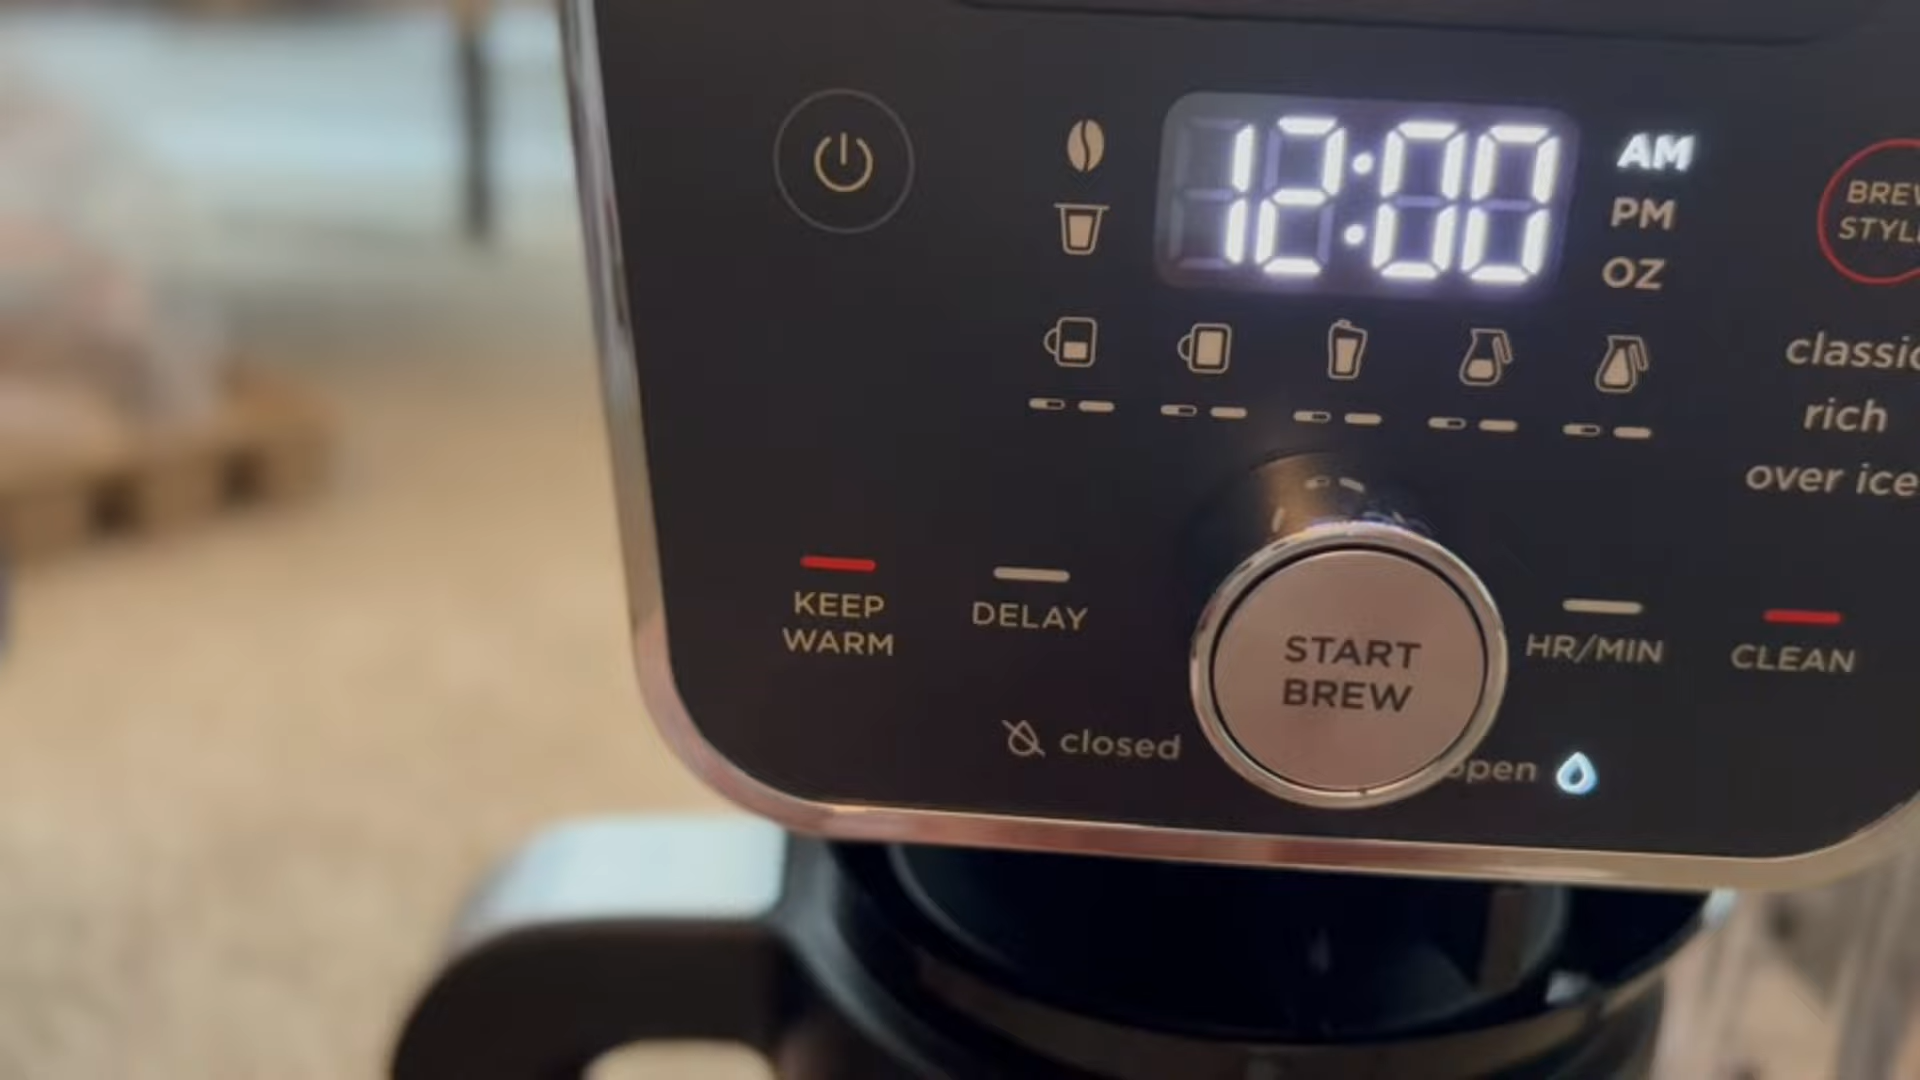 12:00
AM
PM
OZ
BREW
classic
rich
over ice
KEEP
WARM
DELAY
START
BREW
HR/MIN
CLEAN
closed
open